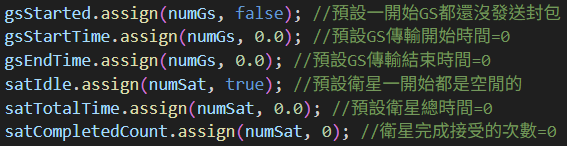 gsStarted.assign(numGs, false); //預設一開始GS都還沒發送封包
gsStartTime.assign(numGs, 0.0); //預設GS傳輸開始時間=0
gsEndTime.assign(numGs, 0.0); //預設GS傳輸結束時間=0
satIdle.assign(numSat, true); //預設衛星一開始都是空閒的
satTotalTime.assign(numSat, 0.0); //預設衛星總時間=0
satCompletedCount.assign(numSat, 0); //衛星完成接受的次數=0